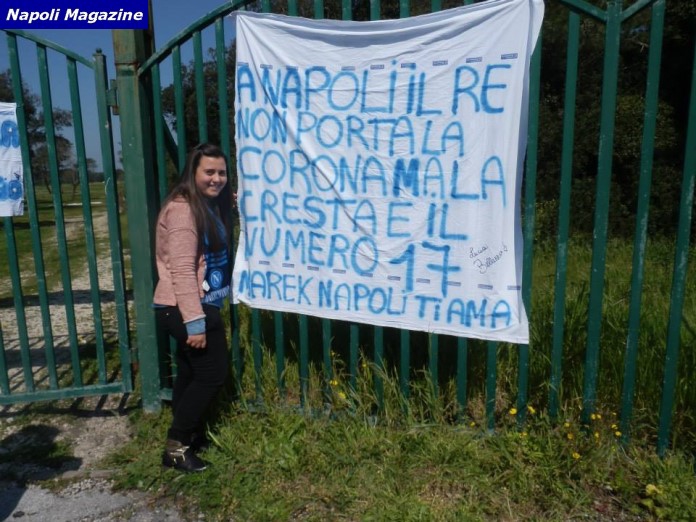 Napoli Magazine
A NAPOLI IL RE
NON PORTA LA
CORONA MA LA
CRESTA E IL
NUMERO 17
MAREK NAPOLI TI AMA